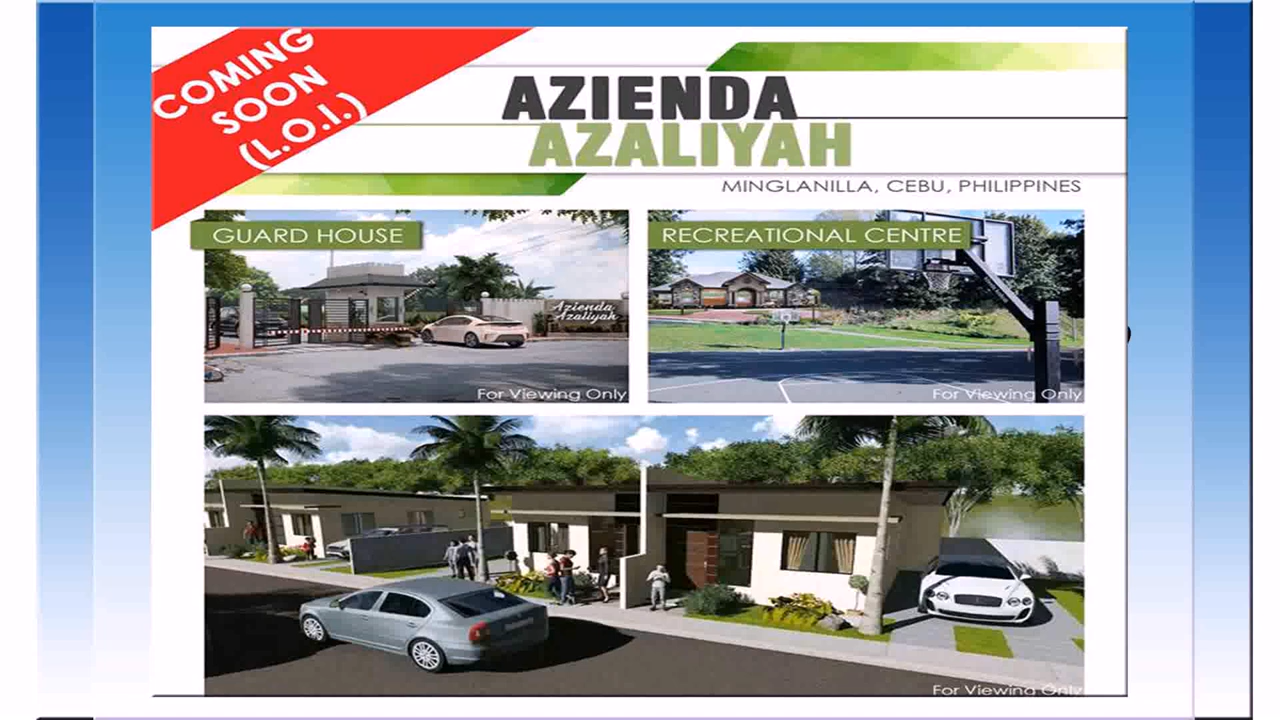 COMING
SOON
(L.O.I.)
AZIENDA
AZALIYAH
MINGLANILLA, CEBU, PHILIPPINES
GUARD HOUSE
RECREATIONAL CENTRE
Azienda
Azaliyah
For Viewing Only
For Viewing Only
For Viewing Only